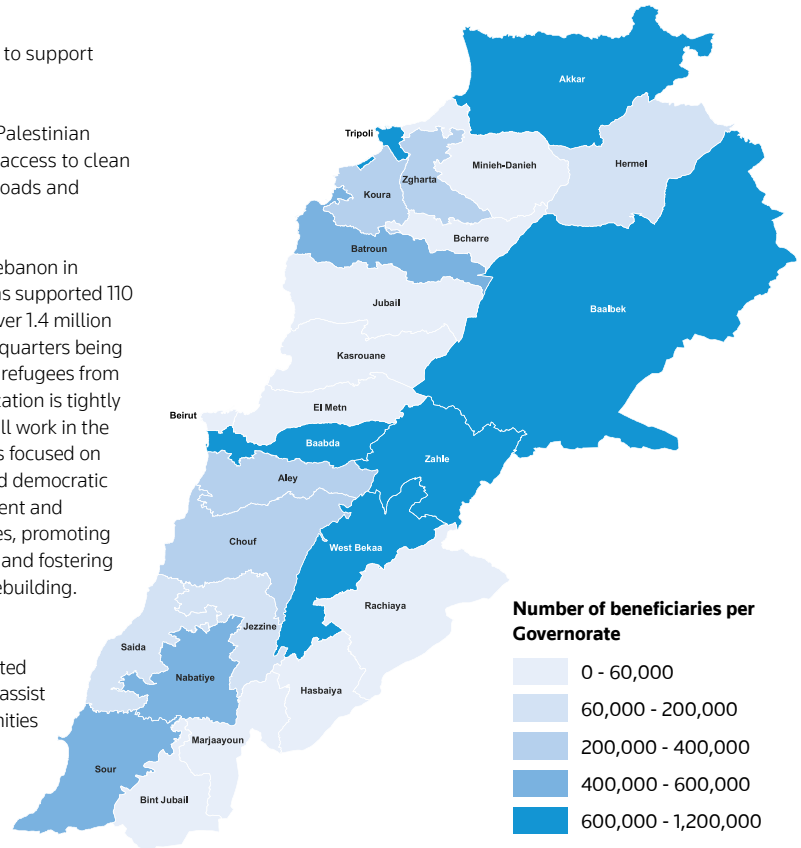 to support
Palestinian
access to clean
oads and
ebanon in
as supported 110
ver 1.4 million
quarters being
refugees from
ation is tightly
ll work in the
s focused on
d democratic
ent and
es, promoting
and fostering
ebuilding.
ted
assist
nities
Akkar
Tripoli
Minieh-Danieh
Hermel
Zgharta
Koura
Bcharre
Batroun
Baalbek
Jubail
Kasrouane
El Metn
Beirut
Baabda
Zahle
Aley
Chouf
West Bekaa
Rachiaya
Jezzine
Saida
Nabatiye
Hasbaiya
Marjaayoun
Sour
Bint Jubail
Number of beneficiaries per
Governorate
0 - 60,000
60,000 - 200,000
200,000 - 400,000
400,000 - 600,000
600,000 - 1,200,000